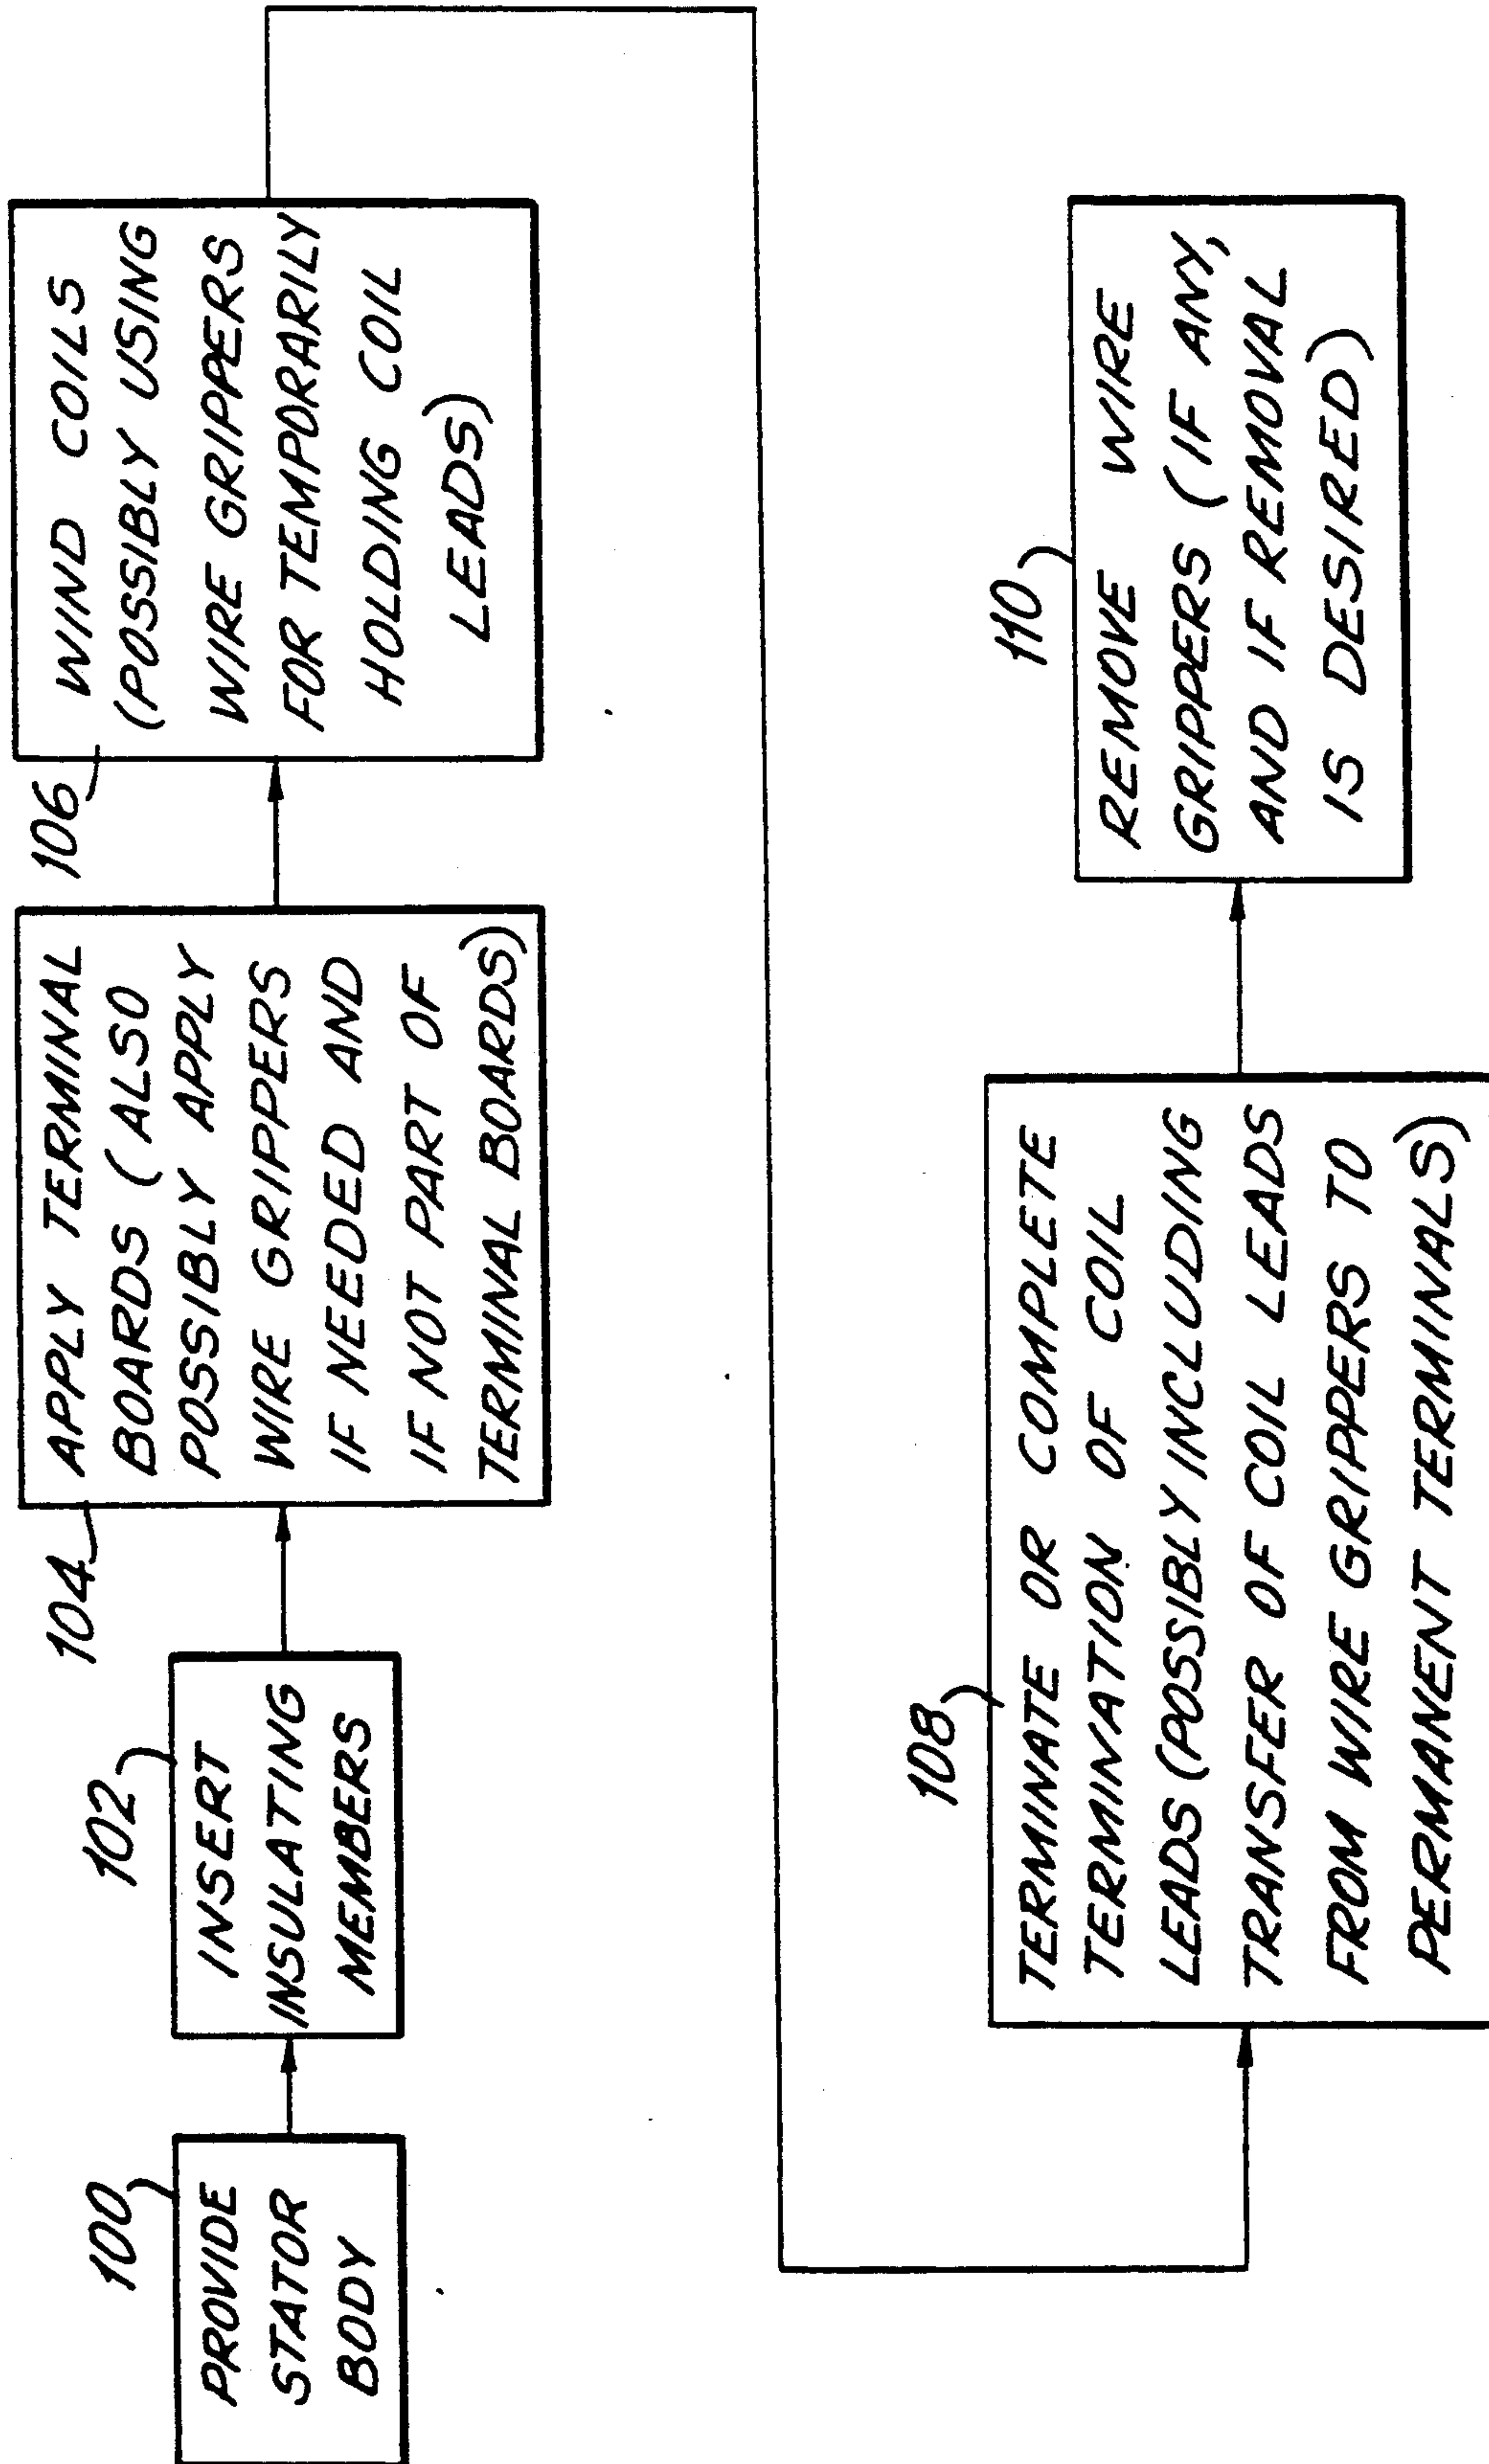 100
PROVIDE
STATOR
BODY
102
INSERT
INSULATING
MEMBERS
104
APPLY TERMINAL
BOARDS (ALSO
POSSIBLY APPLY
WIRE GRIPPERS
IF NEEDED AND
IF NOT PART OF
TERMINAL BOARDS)
106
WIND COILS
(POSSIBLY USING
WIRE GRIPPERS
FOR TEMPORARILY
HOLDING COIL
LEADS)
108
TERMINATE OR COMPLETE
TERMINATION OF COIL
LEADS (POSSIBLY INCLUDING
TRANSFER OF COIL LEADS
FROM WIRE GRIPPERS TO
PERMANENT TERMINALS)
110
REMOVE WIRE
GRIPPERS (IF ANY,
AND IF REMOVAL
IS DESIRED)